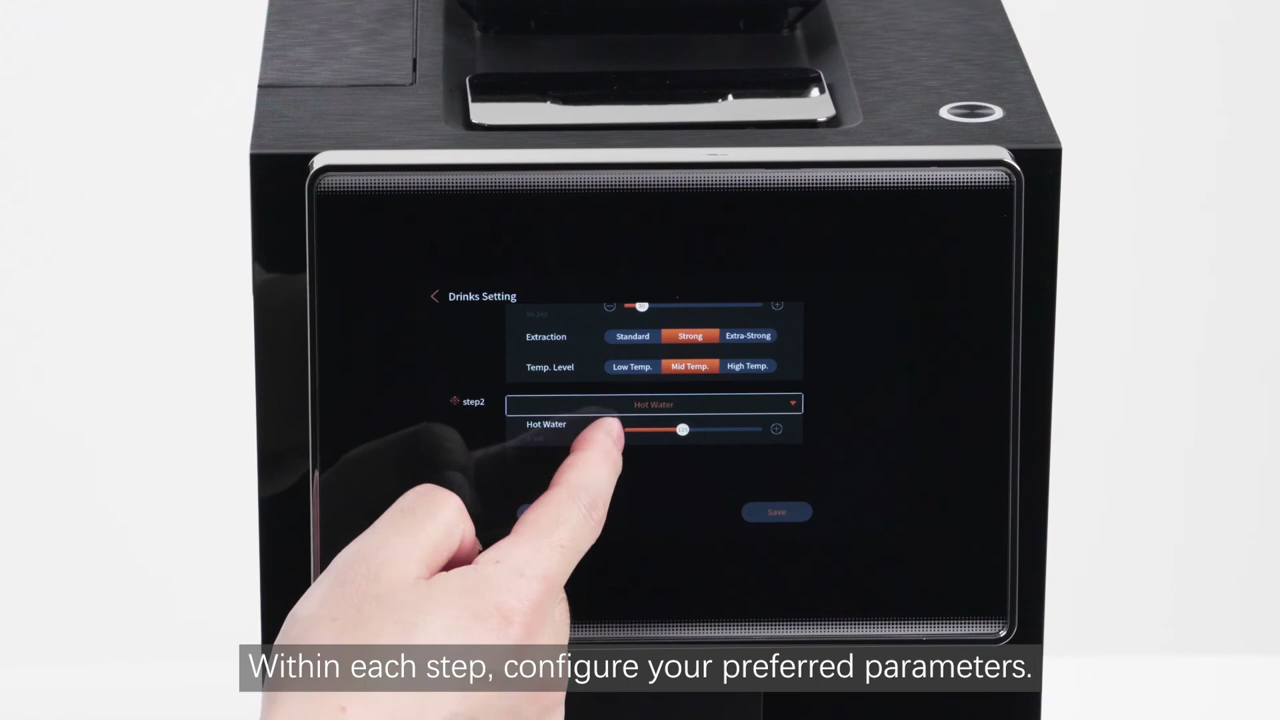 Drinks Setting
Extraction
Standard
Strong
Extra-Strong
Temp. Level
Low Temp.
Mid Temp.
High Temp.
step2
Hot Water
Hot Water
Save
Within each step, configure your preferred parameters.